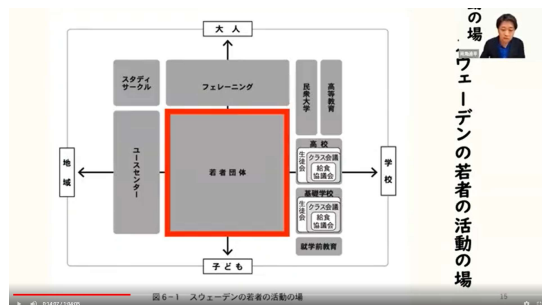 大人
スタディ
サークル
フェレーニング
民衆大学
高等教育
地域
ユースセンター
若者団体
高校
生徒会
クラス会議
給食
協議会
学校
基礎学校
生徒会
クラス会議
給食
協議会
就学前教育
子ども
図6-1 スウェーデンの若者の活動の場
15
スウェーデンの若者の活動の場
動の場